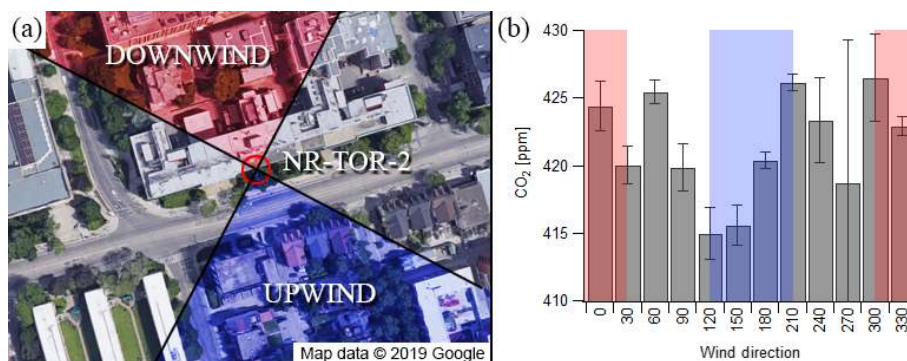 (a)
DOWNWIND
NR-TOR-2
UPWIND
Map data © 2019 Google
(b)
430
425
420
415
410
CO₂ [ppm]
0 30 60 90 120 150 180 210 240 270 300 330
Wind direction